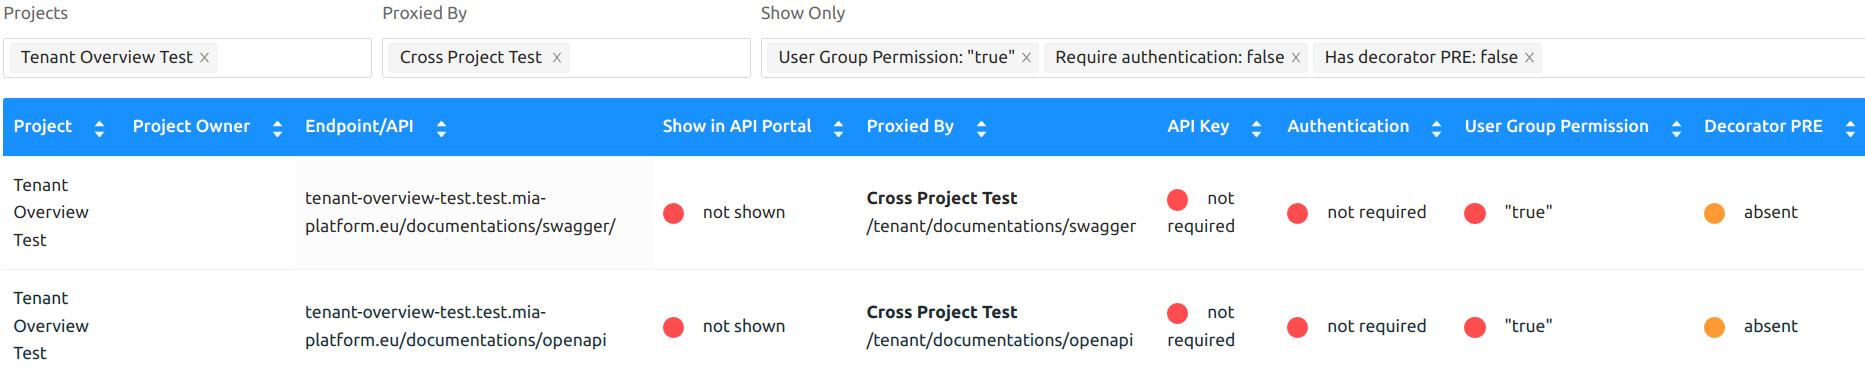 Projects Proxied By Show Only
Tenant Overview Test × Cross Project Test × User Group Permission: "true" × Require authentication: false × Has decorator PRE: false ×
Project Project Owner Endpoint/API Show in API Portal Proxied By API Key Authentication User Group Permission Decorator PRE
Tenant
Overview
Test
tenant-overview-test.test.mia-
platform.eu/documentations/swagger/
not shown
Cross Project Test
/tenant/documentations/swagger
not
required
not required
"true"
absent
Tenant
Overview
Test
tenant-overview-test.test.mia-
platform.eu/documentations/openapi
not shown
Cross Project Test
/tenant/documentations/openapi
not
required
not required
"true"
absent